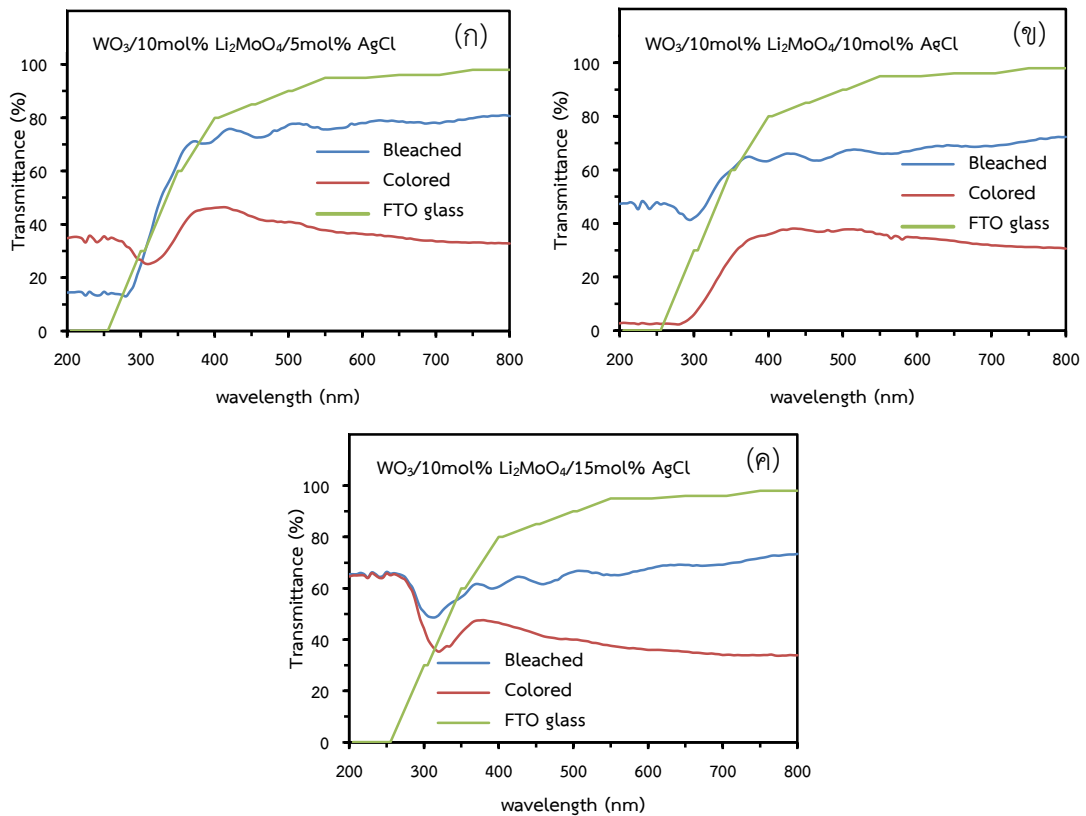 WO₃/10mol% Li₂MoO₄/5mol% AgCl
(ก)
Transmittance (%)
100
80
60
40
20
0
Bleached
Colored
FTO glass
200 300 400 500 600 700 800
wavelength (nm)
WO₃/10mol% Li₂MoO₄/10mol% AgCl
(ข)
Transmittance (%)
100
80
60
40
20
0
Bleached
Colored
FTO glass
200 300 400 500 600 700 800
wavelength (nm)
WO₃/10mol% Li₂MoO₄/15mol% AgCl
(ค)
Transmittance (%)
100
80
60
40
20
0
Bleached
Colored
FTO glass
200 300 400 500 600 700 800
wavelength (nm)